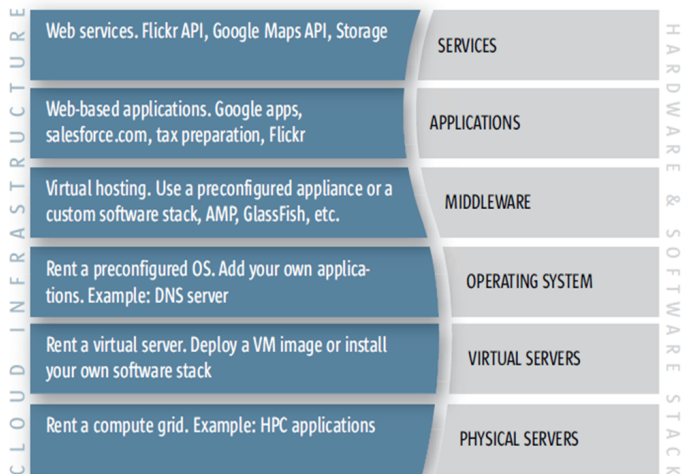 CLOUD INFRASTRUCTURE
Web services. Flickr API, Google Maps API, Storage
SERVICES
Web-based applications. Google apps,
salesforce.com, tax preparation, Flickr
APPLICATIONS
Virtual hosting. Use a preconfigured appliance or a
custom software stack, AMP, GlassFish, etc.
MIDDLEWARE
Rent a preconfigured OS. Add your own applica-
tions. Example: DNS server
OPERATING SYSTEM
Rent a virtual server. Deploy a VM image or install
your own software stack
VIRTUAL SERVERS
Rent a compute grid. Example: HPC applications
PHYSICAL SERVERS
HARDWARE & SOFTWARE STACK